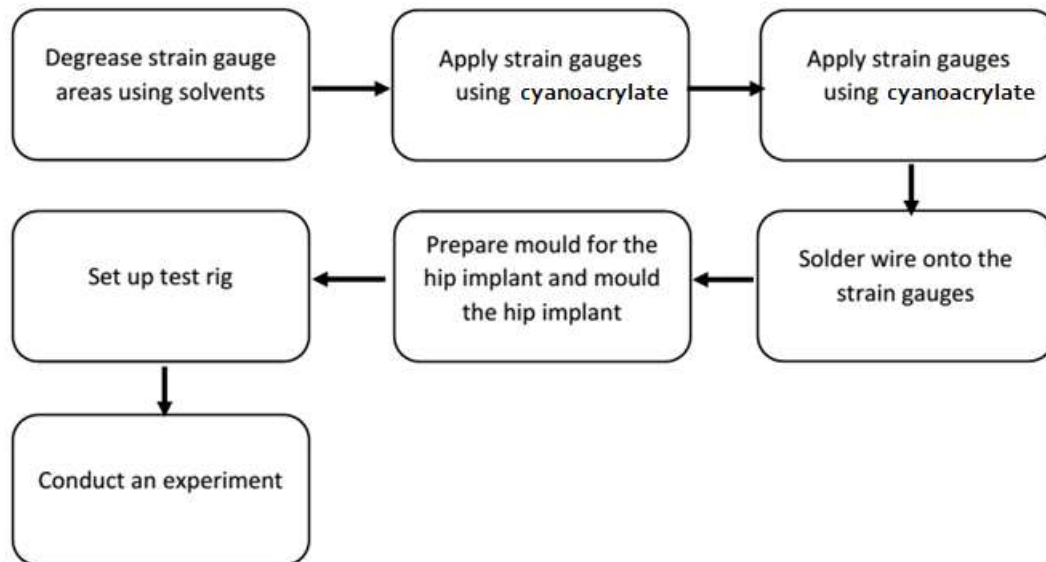 Degrease strain gauge
areas using solvents
Apply strain gauges
using cyanoacrylate
Apply strain gauges
using cyanoacrylate
Solder wire onto the
strain gauges
Prepare mould for the
hip implant and mould
the hip implant
Set up test rig
Conduct an experiment